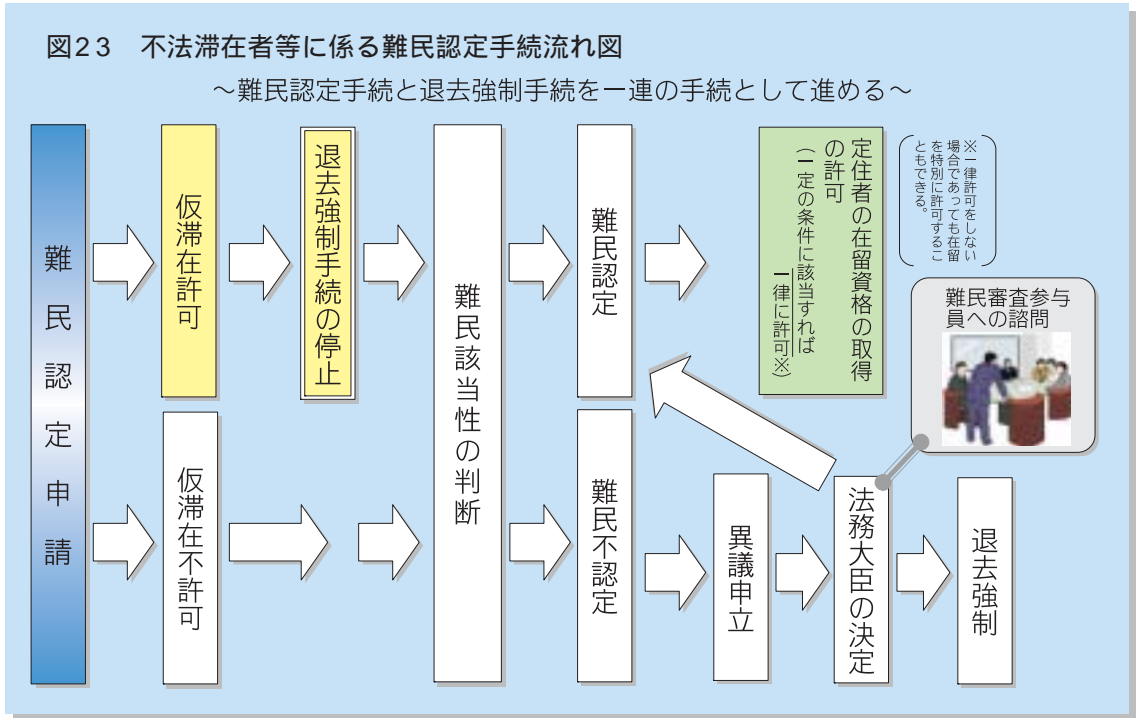 図23　不法滞在者等に係る難民認定手続流れ図
～難民認定手続と退去強制手続を一連の手続として進める～
難民認定申請
仮滞在許可
退去強制手続の停止
仮滞在不許可
難民該当性の判断
難民認定
難民不認定
定住者の在留資格の取得
の許可
（一定の条件に該当すれば
一律に許可※）
※一律許可をしない
場合であっても在留
を特別に許可するこ
ともできる。
難民審査参与
員への諮問
異議申立
法務大臣の決定
退去強制